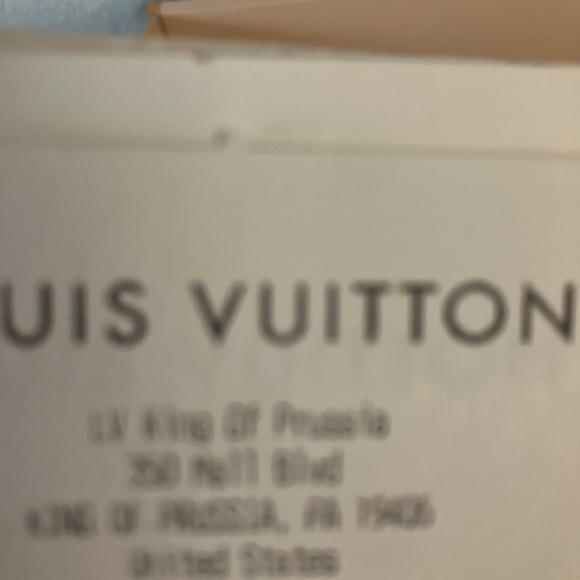 UIS VUITTON
LV King Of Prussia
350 Mall Blvd
KING OF PRUSSIA, PA 19406
United States